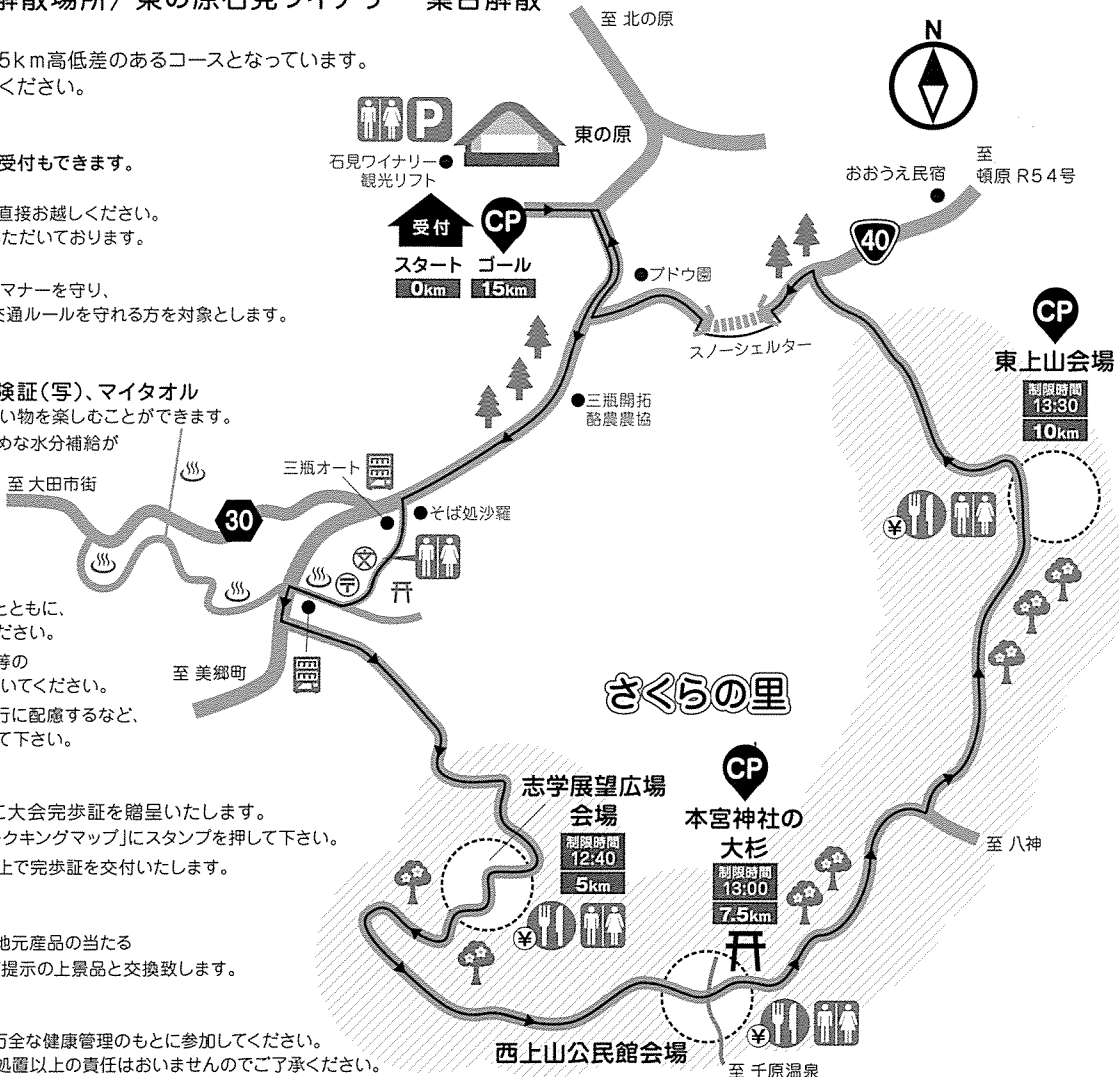 解散場所/東の原石見ワイナリー 集合解散
5km高低差のあるコースとなっています。
ください。
受付もできます。
直接お越しください。
ただいております。
マナーを守り、
交通ルールを守れる方を対象とします。
険証(写)、マイタオル
い物を楽しむことができます。
めな水分補給が
とともに、
ださい。
等の
いてください。
行に配慮するなど、
て下さい。
に大会完歩証を贈呈いたします。
ークキングマップ」にスタンプを押して下さい。
上で完歩証を交付いたします。
地元産品の当たる
提示の上景品と交換致します。
万全な健康管理のもとに参加してください。
処置以上の責任はおいませんのでご了承ください。
至 北の原
N
P
東の原
石見ワイナリー
観光リフト
受付
CP
スタート ゴール
0km 15km
おおうえ民宿
至
頓原 R54号
40
ブドウ園
スノーシェルター
CP
東上山会場
制限時間
13:30
10km
¥
三瓶開拓
酪農農協
三瓶オート
至 大田市街
30
そば処沙羅
文
〒
至 美郷町
さくらの里
志学展望広場
会場
制限時間
12:40
5km
¥
CP
本宮神社の
大杉
制限時間
13:00
7.5km
¥
至 八神
西上山公民館会場
至 千原温泉